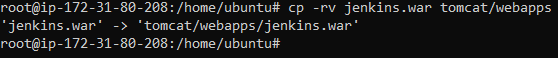 root@ip-172-31-80-208:/home/ubuntu# cp -rv jenkins.war tomcat/webapps
'jenkins.war' -> 'tomcat/webapps/jenkins.war'
root@ip-172-31-80-208:/home/ubuntu#